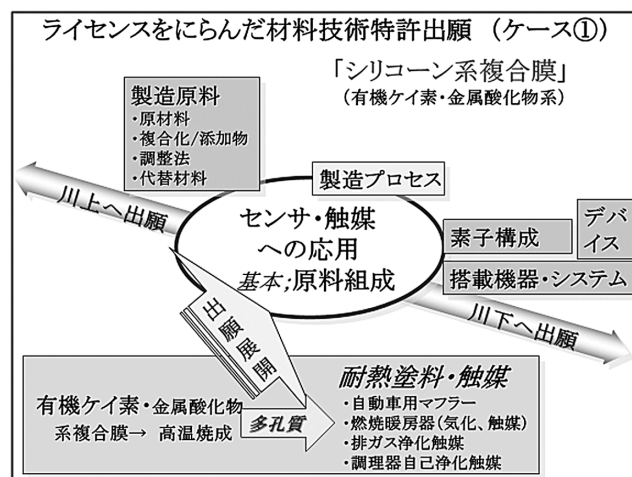 ライセンスをにらんだ材料技術特許出願 (ケース①)
「シリコーン系複合膜」
(有機ケイ素・金属酸化物系)
製造原料
・原材料
・複合化/添加物
・調整法
・代替材料
製造プロセス
川上へ出願
センサ・触媒
への応用
基本;原料組成
素子構成
デバ
イス
搭載機器・システム
川下へ出願
出願展開
有機ケイ素・金属酸化物
系複合膜→ 高温焼成
多孔質
耐熱塗料・触媒
・自動車用マフラー
・燃焼暖房器(気化、触媒)
・排ガス浄化触媒
・調理器自己浄化触媒